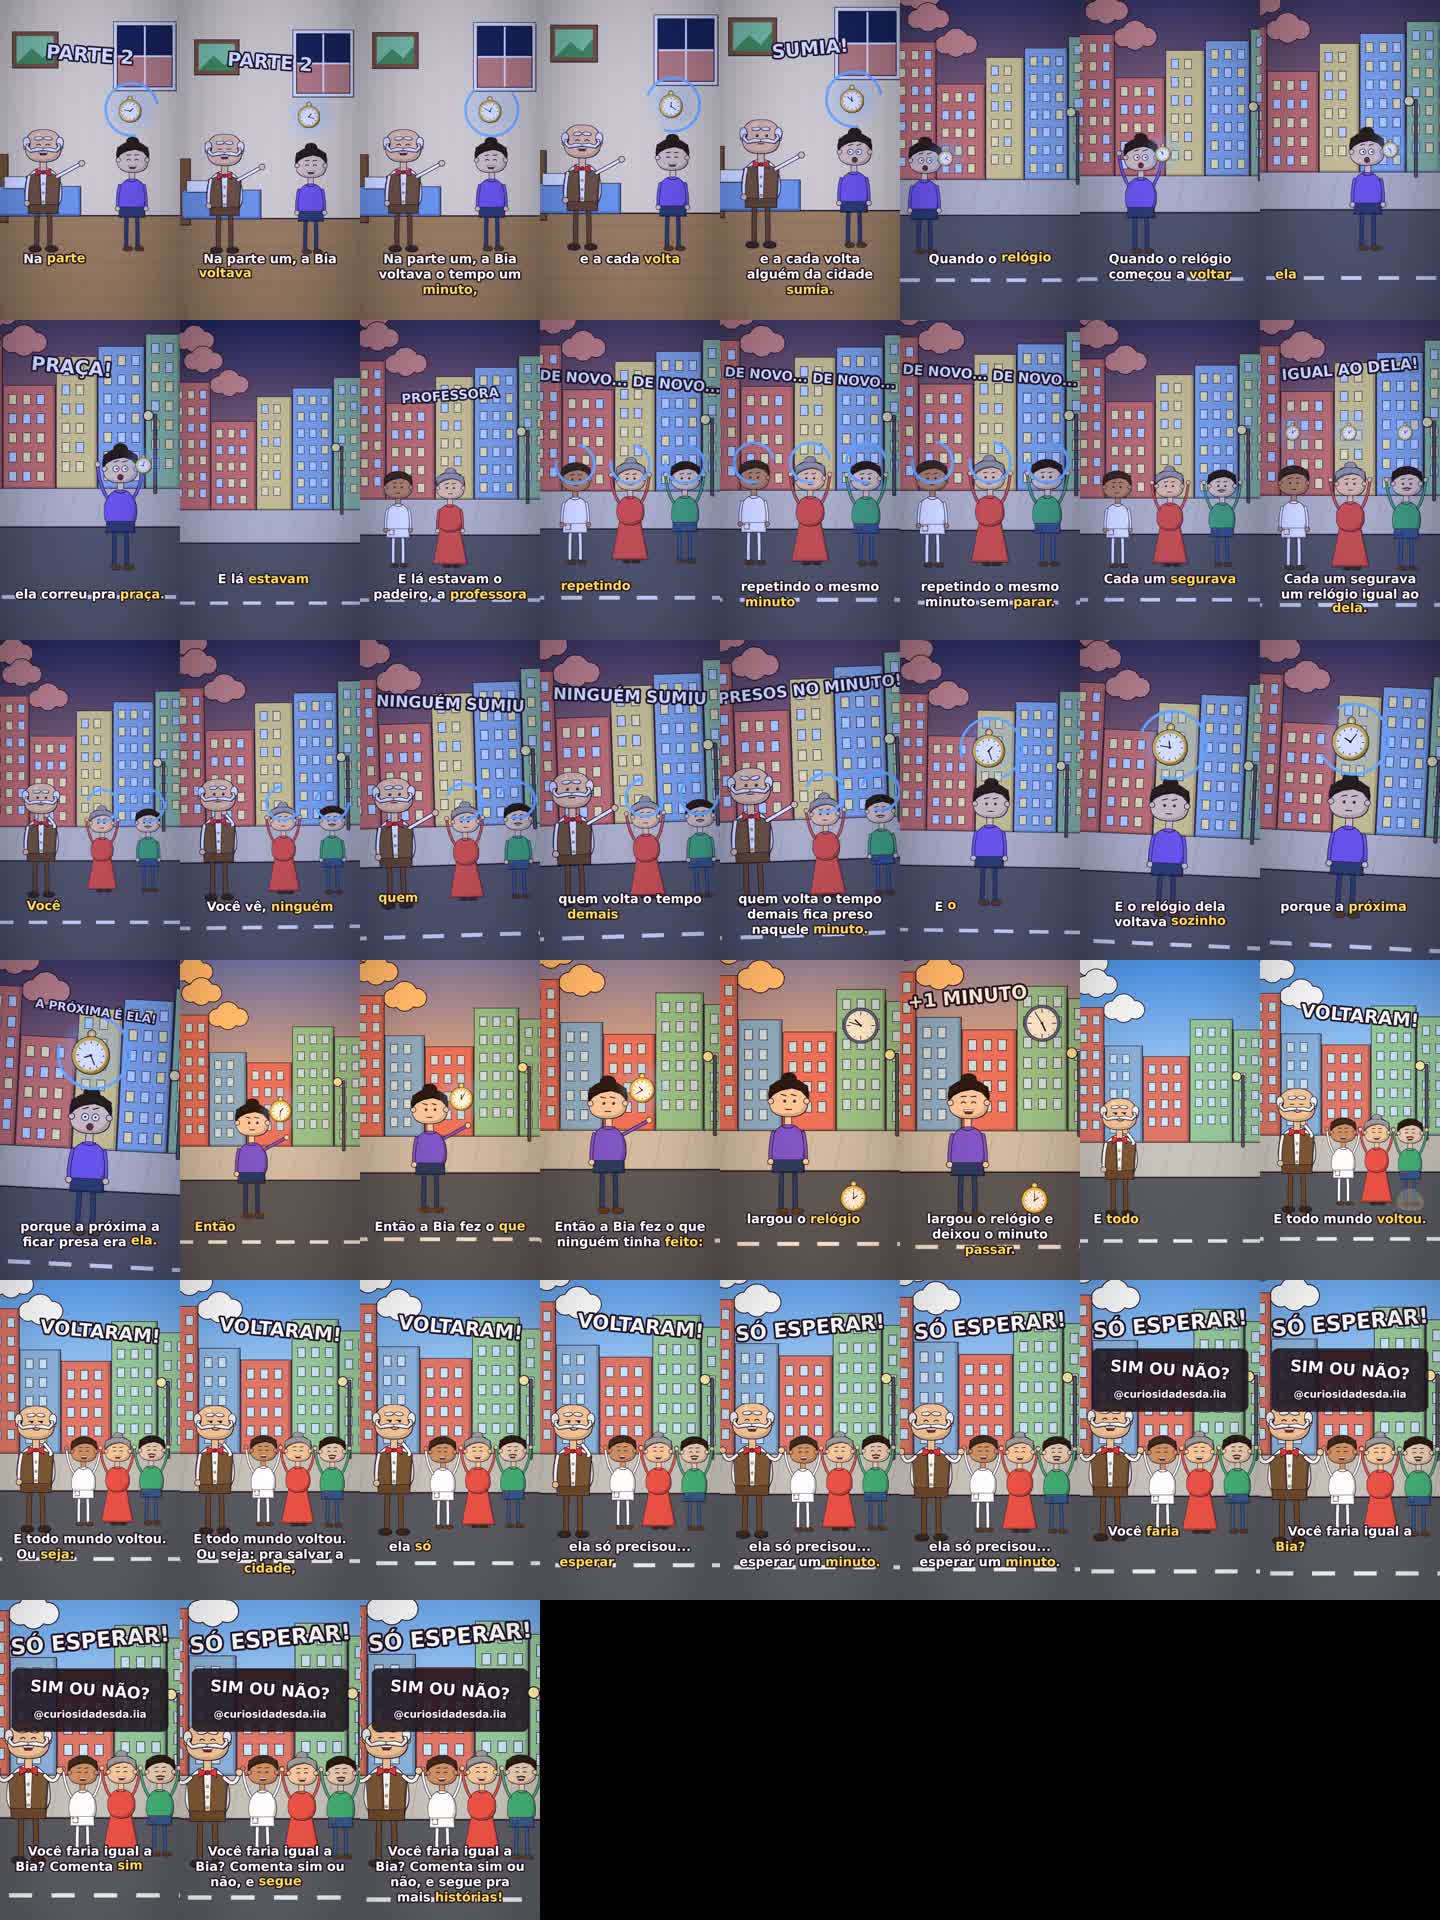 PARTE 2
Na parte
PARTE 2
Na parte um, a Bia
voltava
Na parte um, a Bia
voltava o tempo um
minuto,
e a cada volta
SUMIA!
e a cada volta
alguém da cidade
sumia.
Quando o relógio
Quando o relógio
começou a voltar
ela
PRAÇA!
ela correu pra praça.
E lá estavam
PROFESSORA
E lá estavam o
padeiro, a professora
DE NOVO... DE NOVO...
repetindo
DE NOVO... DE NOVO...
repetindo o mesmo
minuto
DE NOVO... DE NOVO...
repetindo o mesmo
minuto sem parar.
Cada um segurava
IGUAL AO DELA!
Cada um segurava
um relógio igual ao
dela.
Você
Você vê, ninguém
NINGUÉM SUMIU
quem
NINGUÉM SUMIU
quem volta o tempo
demais
PRESOS NO MINUTO!
quem volta o tempo
demais fica preso
naquele minuto.
E o
E o relógio dela
voltava sozinho
porque a próxima
A PRÓXIMA É ELA!
porque a próxima a
ficar presa era ela.
Então
Então a Bia fez o que
Então a Bia fez o que
ninguém tinha feito:
largou o relógio
+1 MINUTO
largou o relógio e
deixou o minuto
passar.
E todo
VOLTARAM!
E todo mundo voltou.
VOLTARAM!
E todo mundo voltou.
Ou seja:
VOLTARAM!
E todo mundo voltou.
Ou seja: pra salvar a
cidade,
VOLTARAM!
ela só
VOLTARAM!
ela só precisou...
esperar
SÓ ESPERAR!
ela só precisou...
esperar um minuto.
SÓ ESPERAR!
ela só precisou...
esperar um minuto.
SÓ ESPERAR!
SIM OU NÃO?
@curiosidadesda.iia
Você faria
SÓ ESPERAR!
SIM OU NÃO?
@curiosidadesda.iia
Você faria igual a
Bia?
SÓ ESPERAR!
SIM OU NÃO?
@curiosidadesda.iia
Você faria igual a
Bia? Comenta sim
SÓ ESPERAR!
SIM OU NÃO?
@curiosidadesda.iia
Você faria igual a
Bia? Comenta sim ou
não, e segue
SÓ ESPERAR!
SIM OU NÃO?
@curiosidadesda.iia
Você faria igual a
Bia? Comenta sim ou
não, e segue pra
mais histórias!